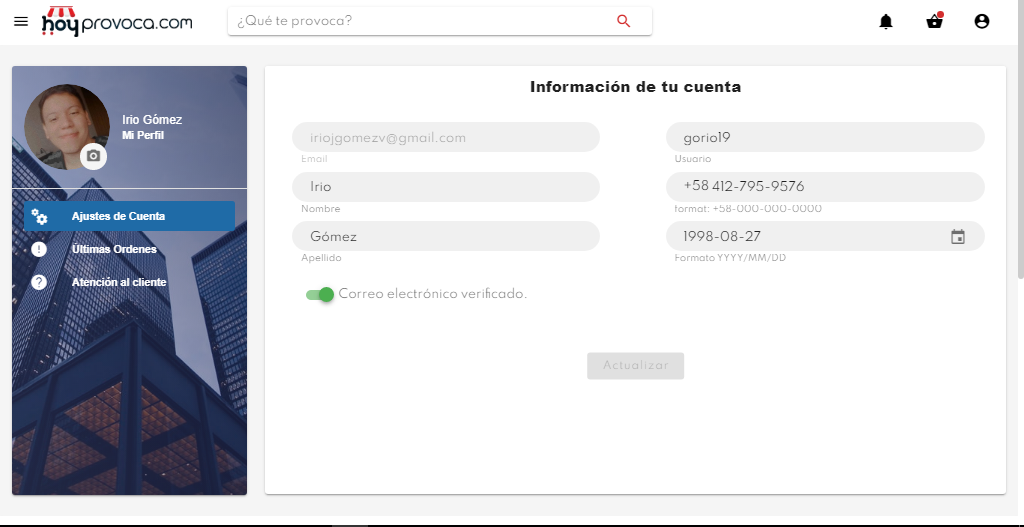 hoyprovoca.com
¿Qué te provoca?
Irio Gómez
Mi Perfil
Ajustes de Cuenta
Últimas Ordenes
Atención al cliente
Información de tu cuenta
iriojgomezv@gmail.com
Email
gorio19
Usuario
Irio
Nombre
+58 412-795-9576
format: +58-000-000-0000
Gómez
Apellido
1998-08-27
Formato YYYY/MM/DD
Correo electrónico verificado.
Actualizar